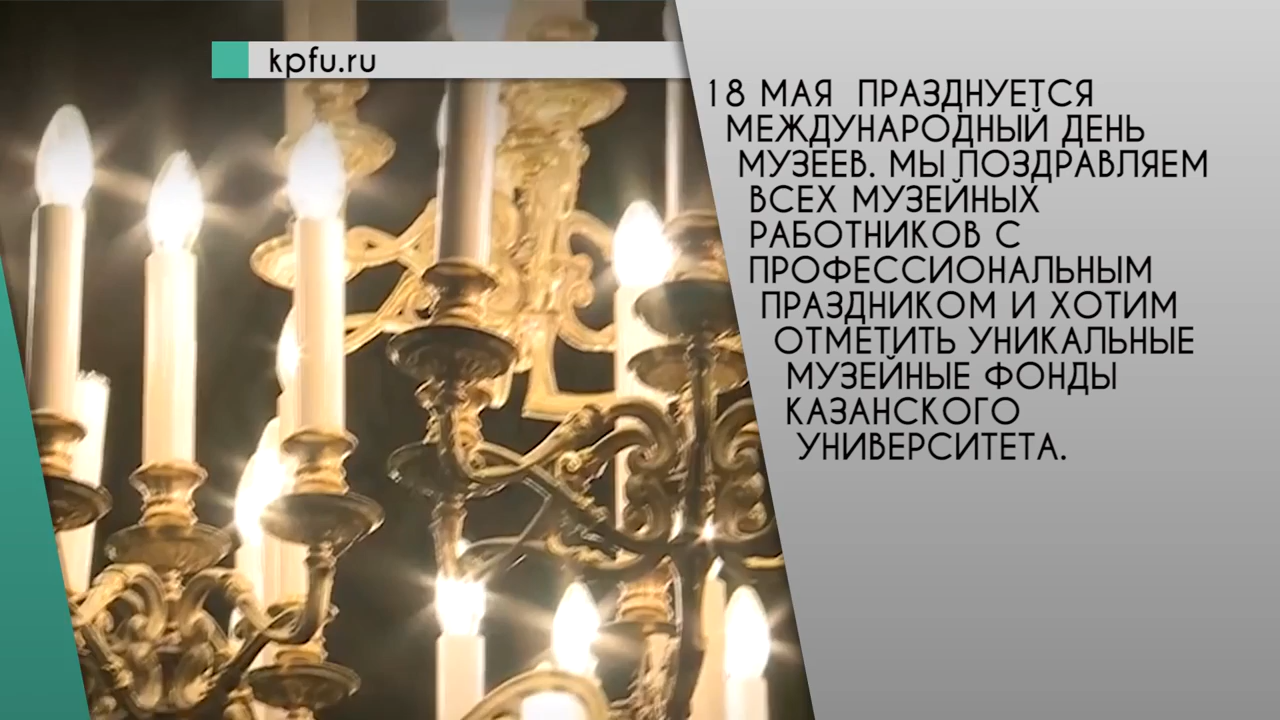 kpfu.ru
18 МАЯ ПРАЗДНУЕТСЯ
МЕЖДУНАРОДНЫЙ ДЕНЬ
МУЗЕЕВ. МЫ ПОЗДРАВЛЯЕМ
ВСЕХ МУЗЕЙНЫХ
РАБОТНИКОВ С
ПРОФЕССИОНАЛЬНЫМ
ПРАЗДНИКОМ И ХОТИМ
ОТМЕТИТЬ УНИКАЛЬНЫЕ
МУЗЕЙНЫЕ ФОНДЫ
КАЗАНСКОГО
УНИВЕРСИТЕТА.